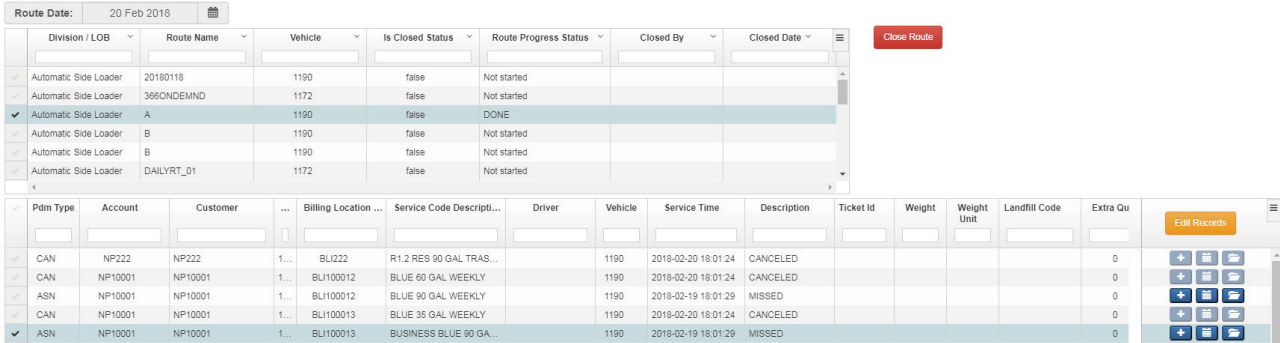 Route Date: 20 Feb 2018
Division / LOB Route Name Vehicle Is Closed Status Route Progress Status Closed By Closed Date
Close Route
Automatic Side Loader 20180118 1190 false Not started
Automatic Side Loader 366ONDEMND 1172 false Not started
Automatic Side Loader A 1190 false DONE
Automatic Side Loader B 1190 false Not started
Automatic Side Loader B 1190 false Not started
Automatic Side Loader DAILYRT_01 1172 false Not started
Pdm Type Account Customer ... Billing Location ... Service Code Descripti... Driver Vehicle Service Time Description Ticket Id Weight Weight Unit Landfill Code Extra Qu
Edit Records
CAN NP222 NP222 1... BLI222 R1.2 RES 90 GAL TRAS... 1190 2018-02-20 18:01:24 CANCELED 0
CAN NP10001 NP10001 1... BLI100012 BLUE 60 GAL WEEKLY 1190 2018-02-20 18:01:24 CANCELED 0
ASN NP10001 NP10001 1... BLI100012 BLUE 90 GAL WEEKLY 1190 2018-02-19 18:01:29 MISSED 0
CAN NP10001 NP10001 1... BLI100013 BLUE 35 GAL WEEKLY 1190 2018-02-20 18:01:24 CANCELED 0
ASN NP10001 NP10001 1... BLI100013 BUSINESS BLUE 90 GA... 1190 2018-02-19 18:01:29 MISSED 0